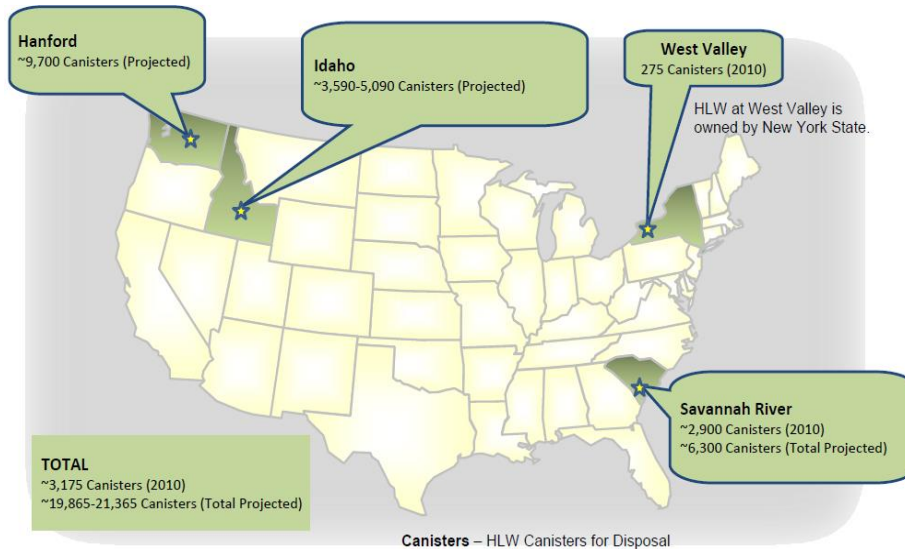 Hanford
~9,700 Canisters (Projected)
Idaho
~3,590-5,090 Canisters (Projected)
West Valley
275 Canisters (2010)
HLW at West Valley is
owned by New York State.
Savannah River
~2,900 Canisters (2010)
~6,300 Canisters (Total Projected)
TOTAL
~3,175 Canisters (2010)
~19,865-21,365 Canisters (Total Projected)
Canisters – HLW Canisters for Disposal